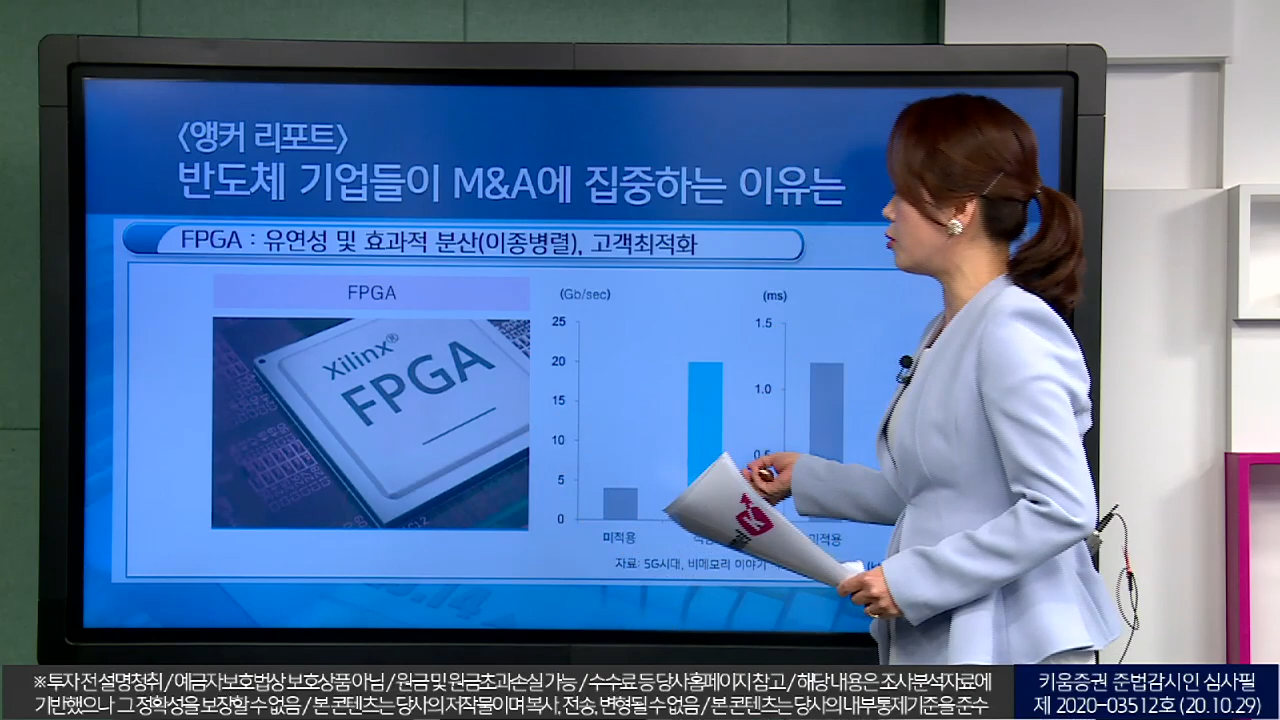 <앵커 리포트>
반도체 기업들이 M&A에 집중하는 이유는
FPGA : 유연성 및 효과적 분산(이종병렬), 고객최적화
FPGA
Xilinx®
FPGA
(Gb/sec)
25
20
15
10
5
0
미적용
(ms)
1.5
1.0
미적용
자료: 5G시대, 비메모리 이야기
※ 투자 전 설명청취 / 예금자보호법상 보호상품 아님 / 원금 및 원금초과손실 가능 / 수수료 등 당사홈페이지 참고 / 해당 내용은 조사분석자료에
기반했으나 그 정확성을 보장할 수 없음 / 본 콘텐츠는 당사의 저작물이며 복사, 전송, 변형될 수 없음 / 본 콘텐츠는 당사의 내부통제기준을 준수
키움증권 준법감시인 심사필
제 2020-03512호 (20.10.29)